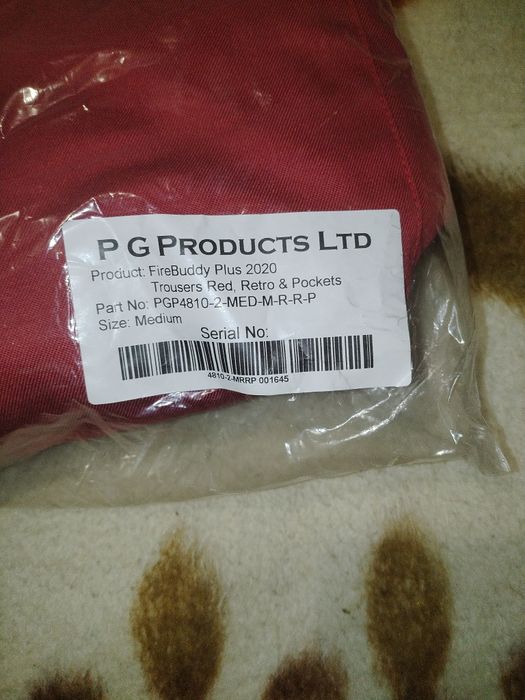 P G PRODUCTS LTD
Product: FireBuddy Plus 2020
Trousers Red, Retro & Pockets
Part No: PGP4810-2-MED-M-R-R-P
Size: Medium
Serial No:
4810-2-MRRP 001645